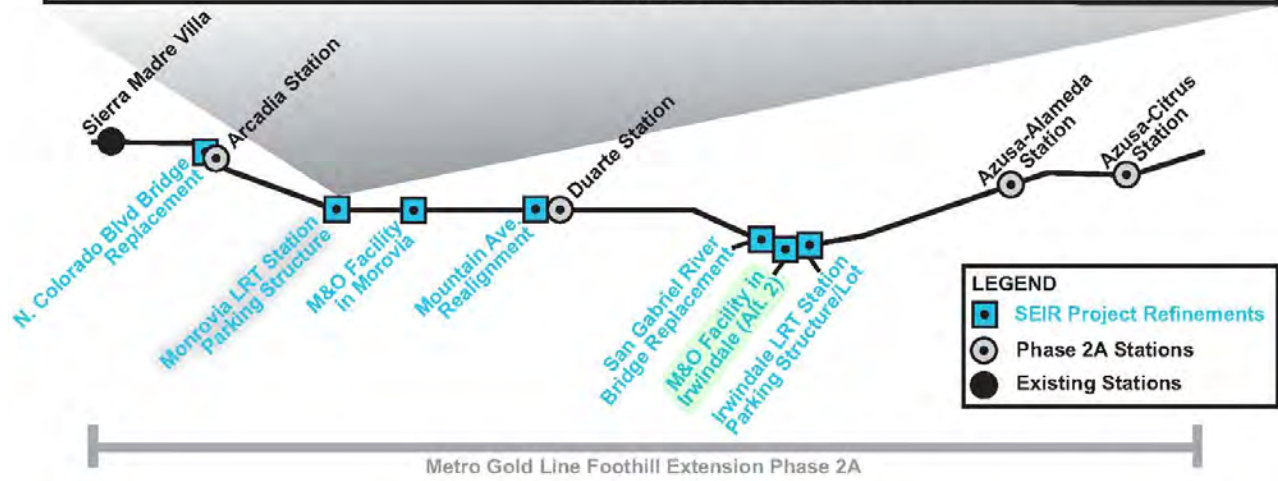 Sierra Madre Villa
Arcadia Station
N. Colorado Blvd Bridge
Replacement
Monrovia LRT Station
Parking Structure
M&O Facility
in Morovia
Mountain Ave.
Realignment
Duarte Station
San Gabriel River
Bridge Replacement
M&O Facility in
Irwindale (Alt. 2)
Irwindale LRT Station
Parking Structure/Lot
Azusa-Alameda
Station
Azusa-Citrus
Station
LEGEND
SEIR Project Refinements
Phase 2A Stations
Existing Stations
Metro Gold Line Foothill Extension Phase 2A